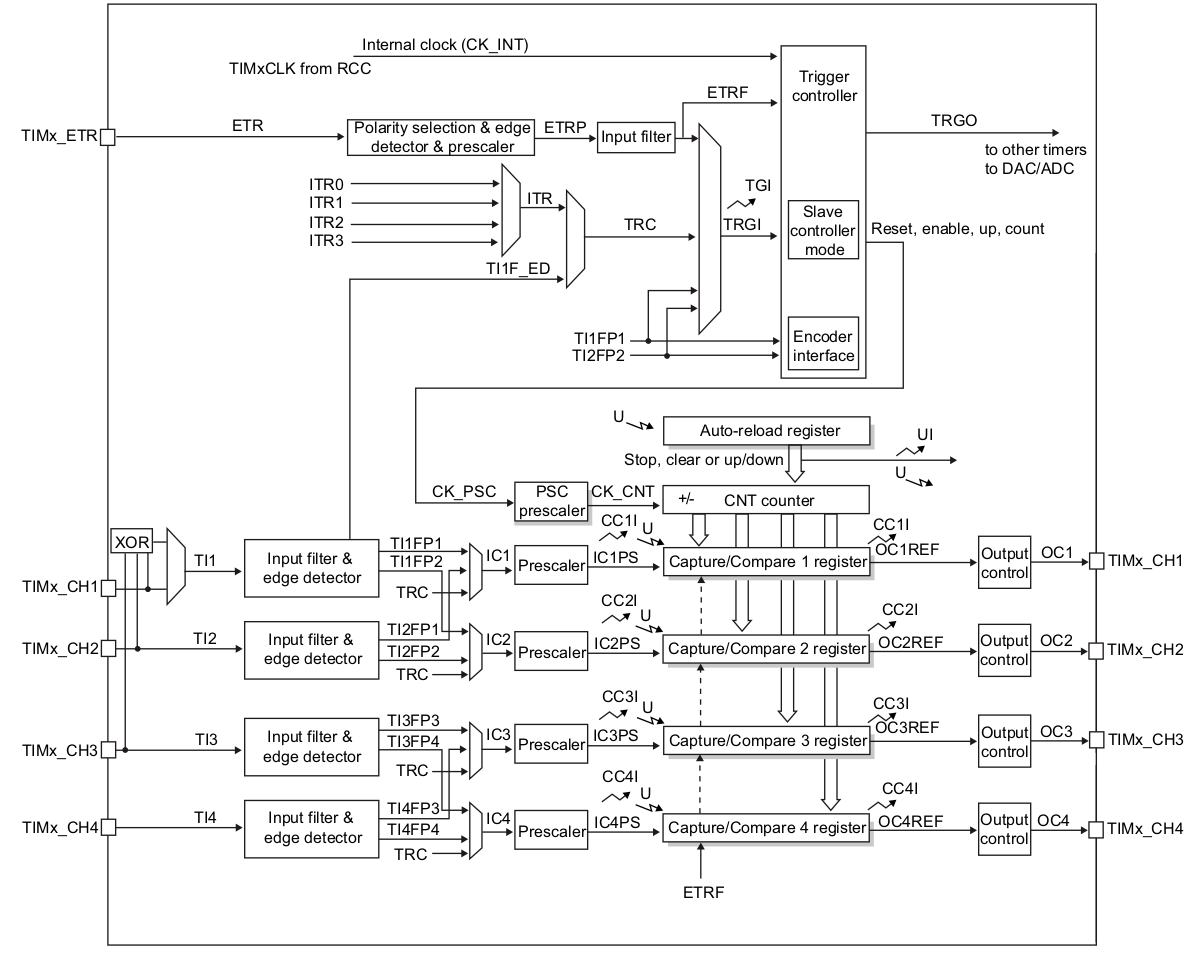 Internal clock (CK_INT)
TIMxCLK from RCC
Trigger
controller
ETRF
TIMx_ETR
ETR
Polarity selection & edge
detector & prescaler
ETRP
Input filter
TRGO
to other timers
to DAC/ADC
ITR0
ITR1
ITR2
ITR3
ITR
TRC
TGI
TRGI
Slave
controller
mode
Reset, enable, up, count
TI1F_ED
TI1FP1
TI2FP2
Encoder
interface
U
Auto-reload register
UI
Stop, clear or up/down
U
CK_PSC
PSC
prescaler
CK_CNT
+/-
CNT counter
XOR
TI1
TIMx_CH1
Input filter &
edge detector
TI1FP1
TI1FP2
TRC
IC1
Prescaler
CC1I
U
IC1PS
Capture/Compare 1 register
CC1I
OC1REF
Output
control
OC1
TIMx_CH1
TIMx_CH2
TI2
Input filter &
edge detector
TI2FP1
TI2FP2
TRC
IC2
Prescaler
CC2I
U
IC2PS
Capture/Compare 2 register
CC2I
OC2REF
Output
control
OC2
TIMx_CH2
TIMx_CH3
TI3
Input filter &
edge detector
TI3FP3
TI3FP4
TRC
IC3
Prescaler
CC3I
U
IC3PS
Capture/Compare 3 register
CC3I
OC3REF
Output
control
OC3
TIMx_CH3
TIMx_CH4
TI4
Input filter &
edge detector
TI4FP3
TI4FP4
TRC
IC4
Prescaler
CC4I
U
IC4PS
Capture/Compare 4 register
CC4I
OC4REF
Output
control
OC4
TIMx_CH4
ETRF